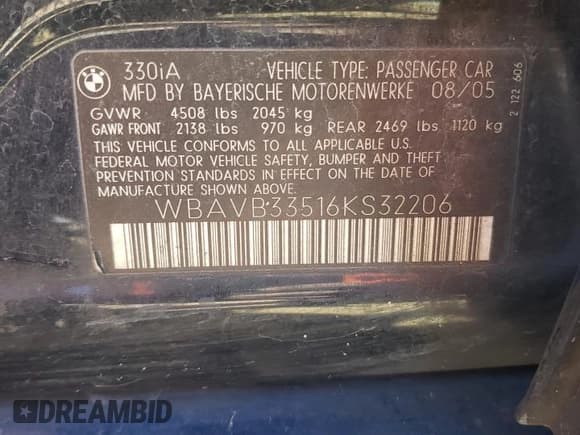 330iA VEHICLE TYPE: PASSENGER CAR
MFD BY BAYERISCHE MOTORENWERKE 08/05
GVWR 4508 lbs 2045 kg
GAWR FRONT 2138 lbs 970 kg REAR 2469 lbs 1120 kg
THIS VEHICLE CONFORMS TO ALL APPLICABLE U.S.
FEDERAL MOTOR VEHICLE SAFETY, BUMPER AND THEFT
PREVENTION STANDARDS IN EFFECT ON THE DATE OF
MANUFACTURE SHOWN ABOVE.
WBAVB33516KS32206
2 122 606
DREAMBID